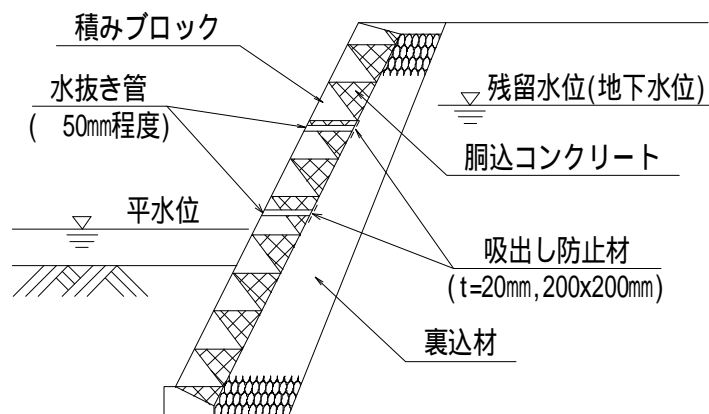 積みブロック
水抜き管
( 50mm程度)
残留水位(地下水位)
胴込コンクリート
平水位
吸出し防止材
(t=20mm,200x200mm)
裏込材